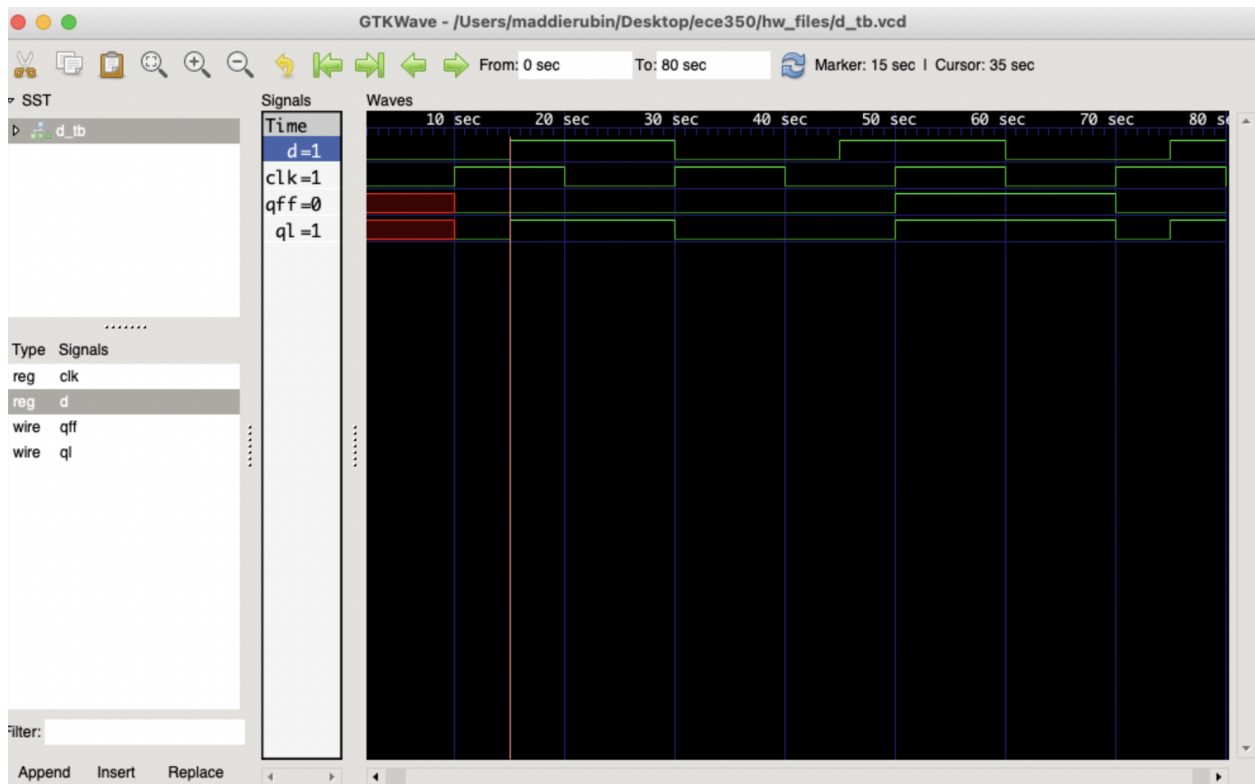 GTKWave - /Users/maddierubin/Desktop/ece350/hw_files/d_tb.vcd
From: 0 sec To: 80 sec Marker: 15 sec | Cursor: 35 sec
SST
d_tb
Type Signals
reg clk
reg d
wire qff
wire ql
Filter:
Append Insert Replace
Signals
Time
d=1
clk=1
qff=0
ql=1
Waves
10 sec 20 sec 30 sec 40 sec 50 sec 60 sec 70 sec 80 se